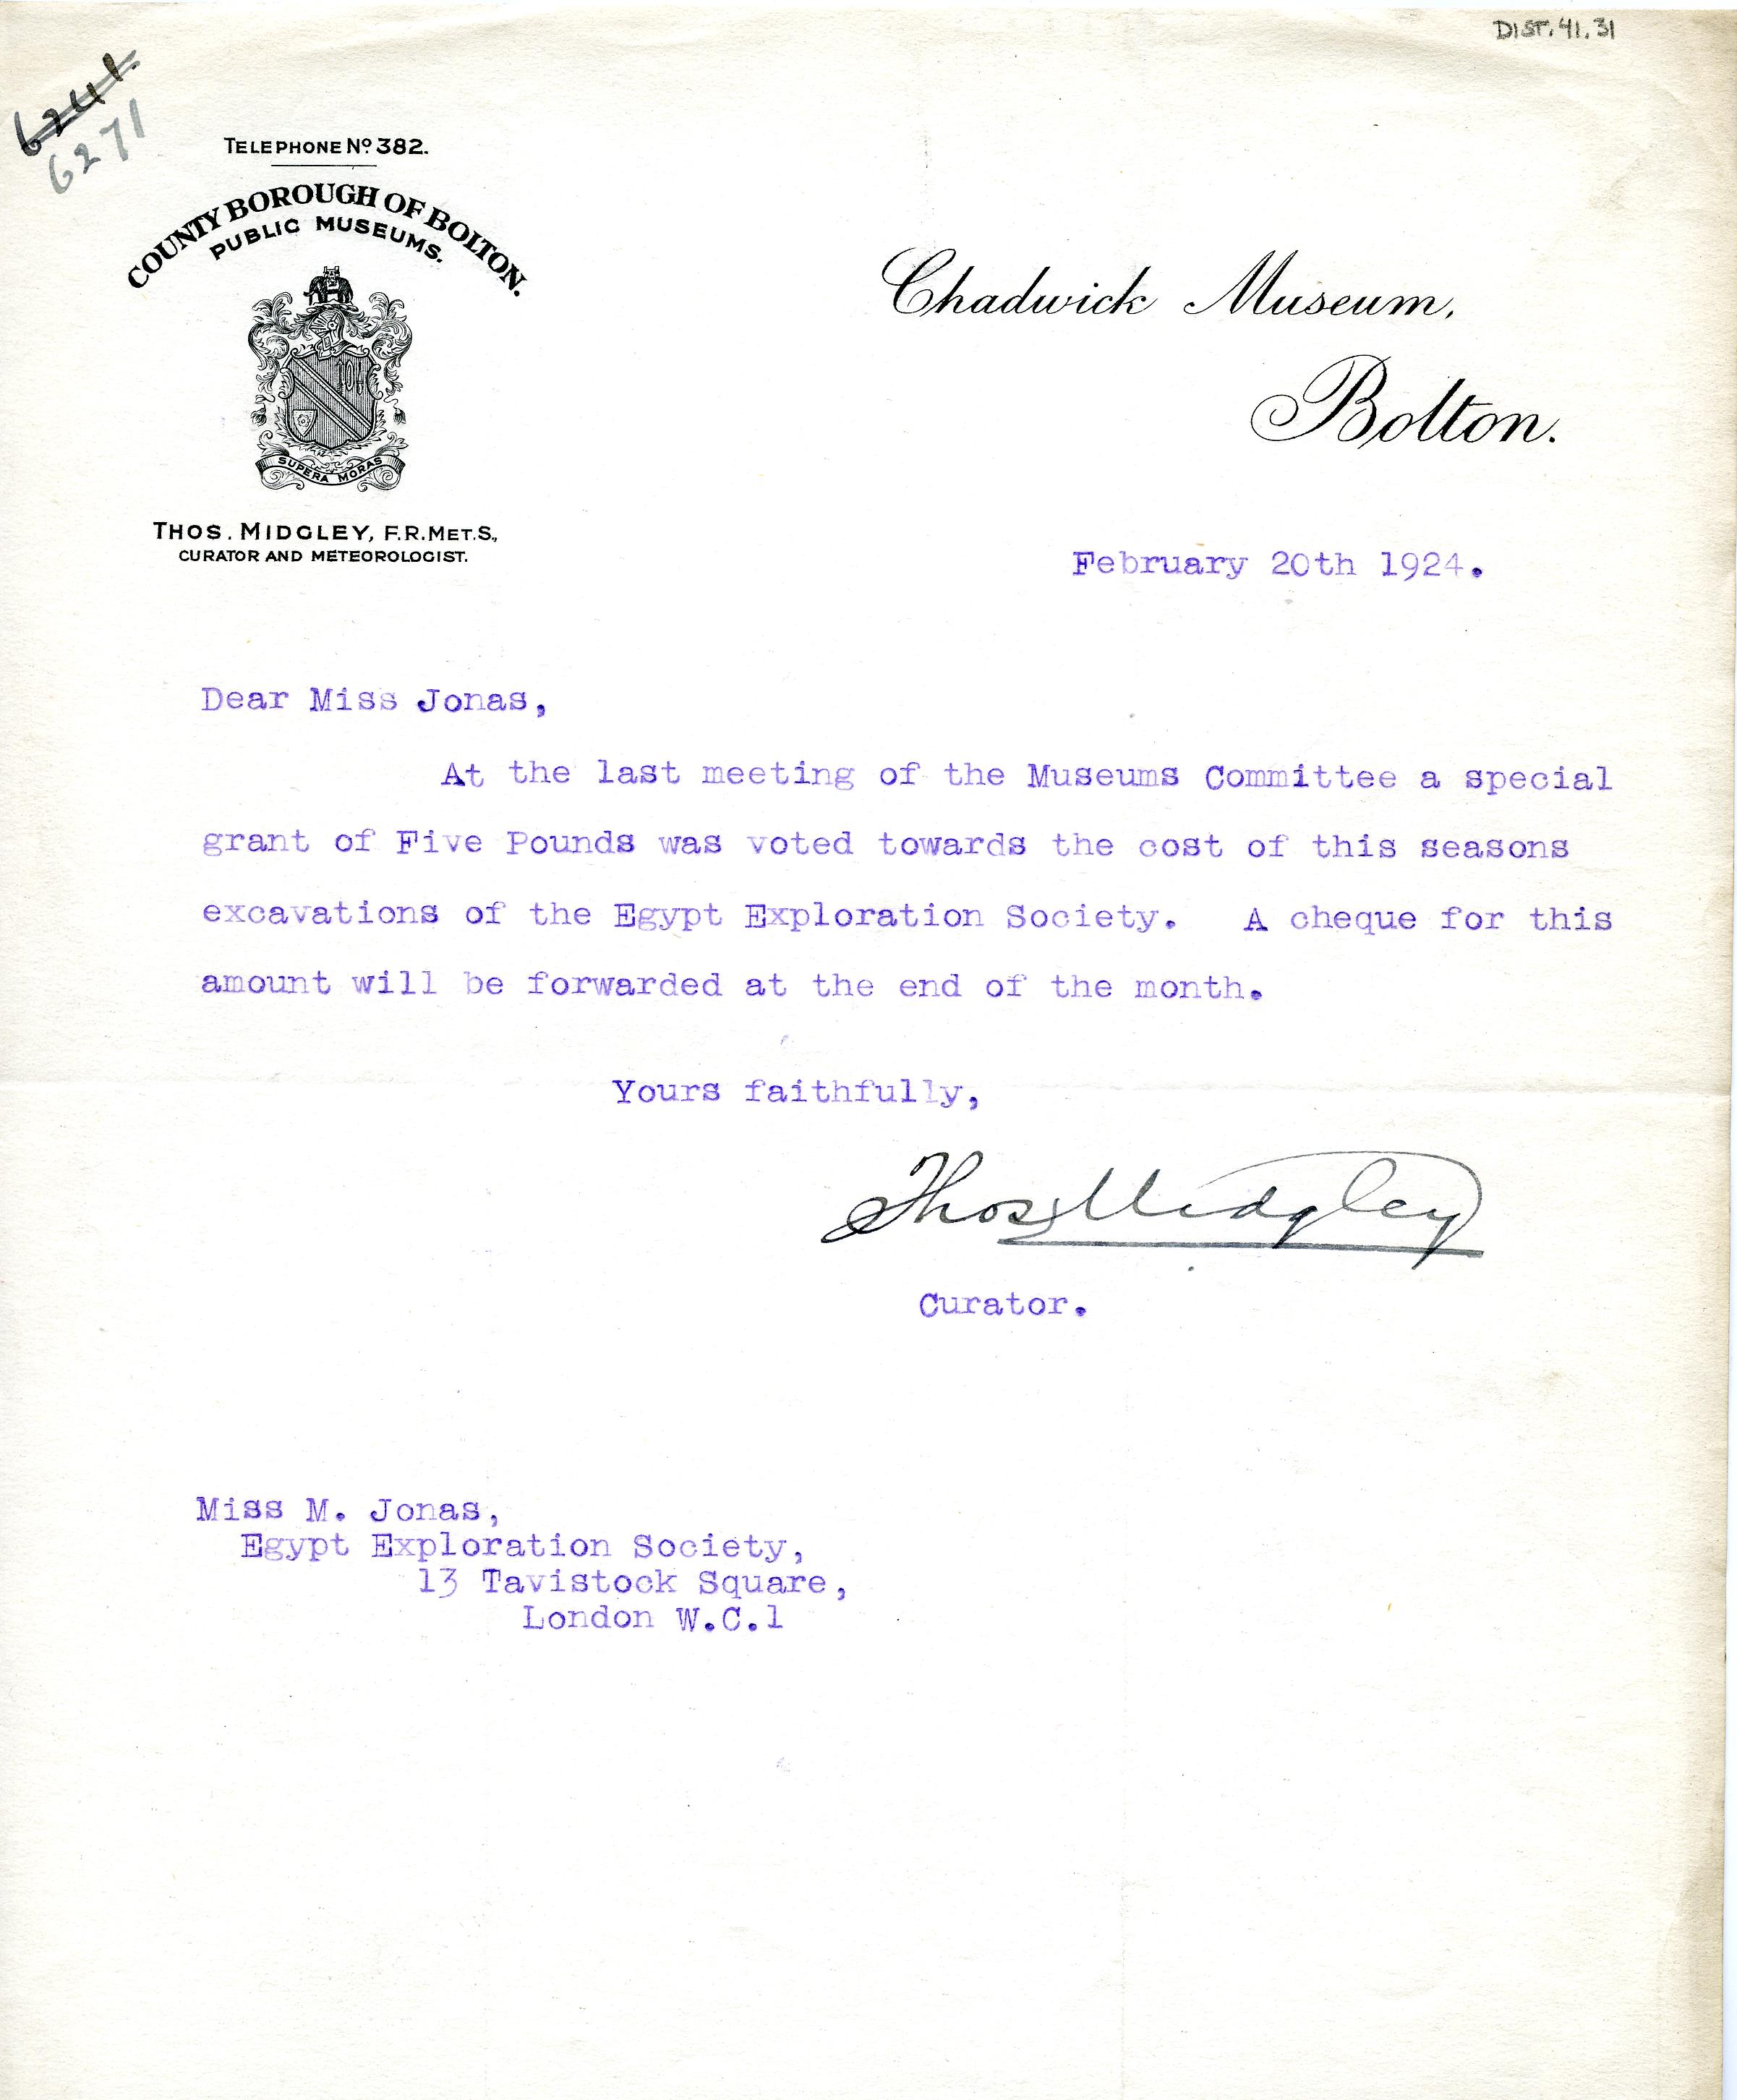 DIST.41.31
6271
TELEPHONE No 382.
COUNTY BOROUGH OF BOLTON.
PUBLIC MUSEUMS.
SUPERA MORAS
THOS. MIDGLEY, F.R.MET.S.,
CURATOR AND METEOROLOGIST.
Chadwick Museum,
Bolton.
February 20th 1924.
Dear Miss Jonas,
At the last meeting of the Museums Committee a special
grant of Five Pounds was voted towards the cost of this seasons
excavations of the Egypt Exploration Society. A cheque for this
amount will be forwarded at the end of the month.
Yours faithfully,
Thos Midgley
Curator.
Miss M. Jonas,
Egypt Exploration Society,
13 Tavistock Square,
London W.C.1